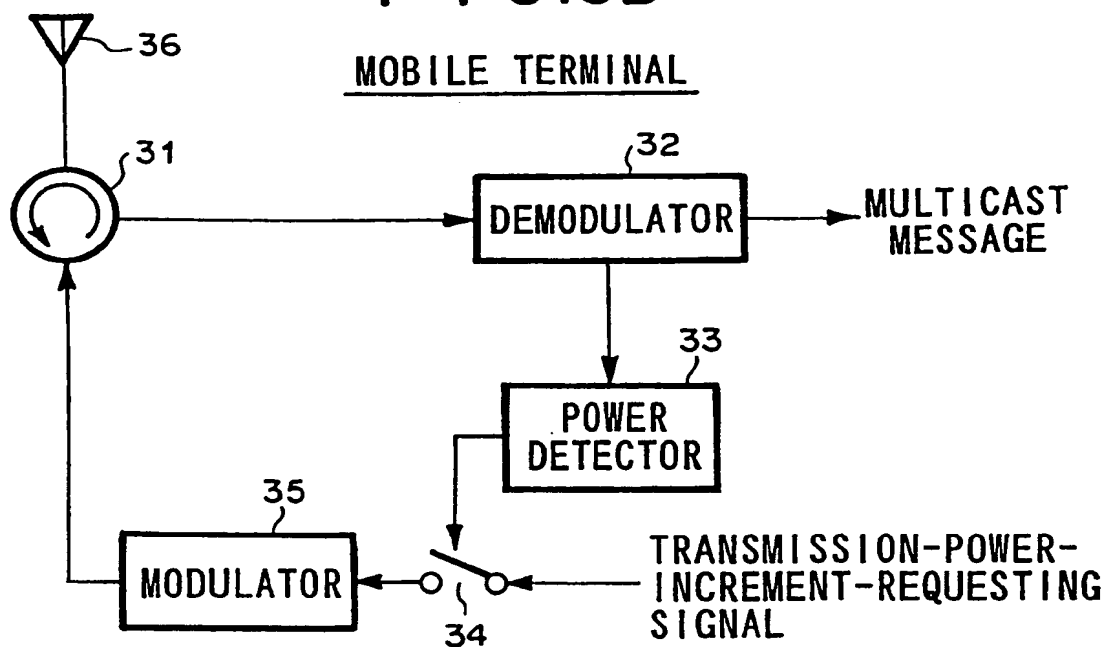 36
MOBILE TERMINAL
31
32
DEMODULATOR
MULTICAST
MESSAGE
33
POWER
DETECTOR
35
MODULATOR
34
TRANSMISSION-POWER-
INCREMENT-REQUESTING
SIGNAL